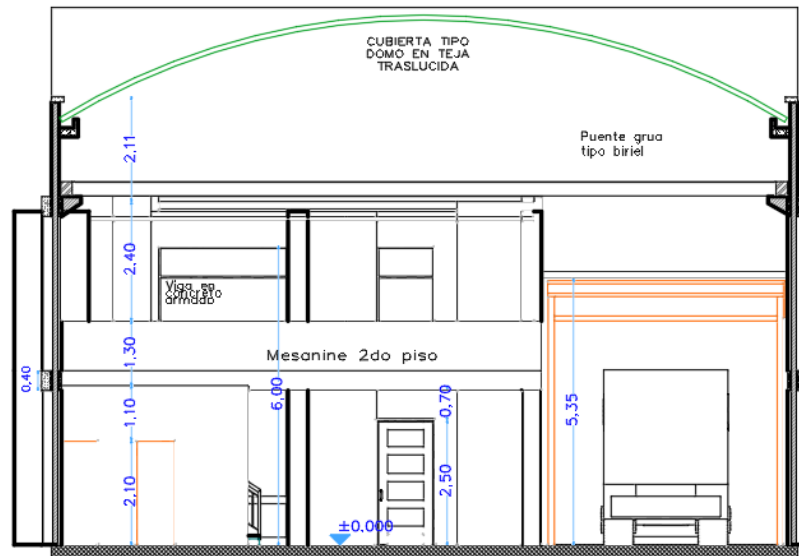 CUBIERTA TIPO
DOMO EN TEJA
TRASLUCIDA
Puente grua
tipo biriel
2,11
2,40
Viga en
concreto
armado
1,30
Mesanine 2do piso
0,40
1,10
6,00
0,70
5,35
2,10
2,50
±0,000